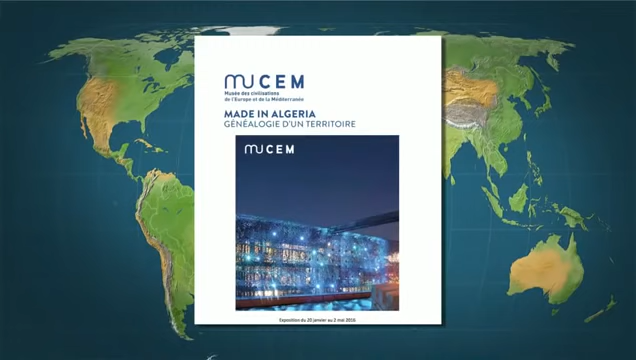 MUCEM
Musée des civilisations
de l'Europe et de la Méditerranée
MADE IN ALGERIA
GÉNÉALOGIE D'UN TERRITOIRE
MUCEM
Exposition du 20 janvier au 2 mai 2016